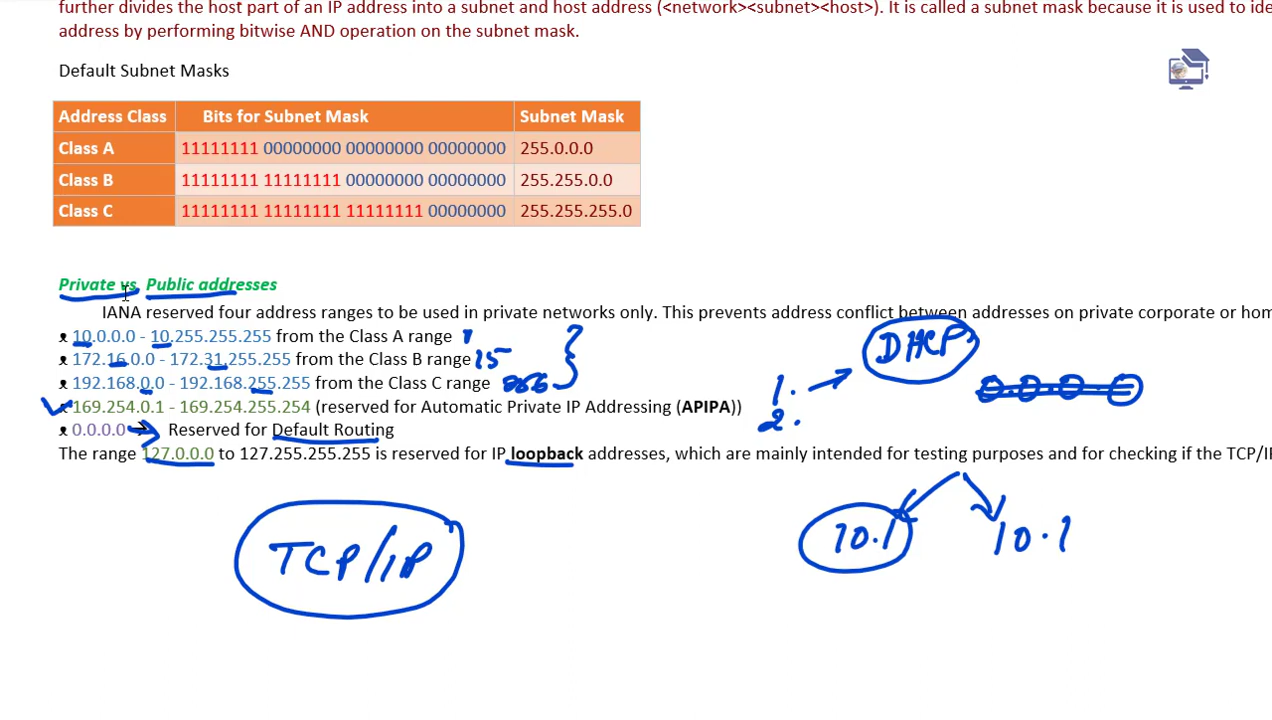 further divides the host part of an IP address into a subnet and host address (<network><subnet><host>). It is called a subnet mask because it is used to ide
address by performing bitwise AND operation on the subnet mask.
Default Subnet Masks
Address Class Bits for Subnet Mask Subnet Mask
Class A 11111111 00000000 00000000 00000000 255.0.0.0
Class B 11111111 11111111 00000000 00000000 255.255.0.0
Class C 11111111 11111111 11111111 00000000 255.255.255.0
Private vs. Public addresses
IANA reserved four address ranges to be used in private networks only. This prevents address conflict between addresses on private corporate or hom
10.0.0.0 - 10.255.255.255 from the Class A range 1
172.16.0.0 - 172.31.255.255 from the Class B range 15
192.168.0.0 - 192.168.255.255 from the Class C range
DHCP
1.
0.0.0.0
169.254.0.1 - 169.254.255.254 (reserved for Automatic Private IP Addressing (APIPA))
2.
0.0.0.0 Reserved for Default Routing
The range 127.0.0.0 to 127.255.255.255 is reserved for IP loopback addresses, which are mainly intended for testing purposes and for checking if the TCP/IP
TCP/IP
10.1 10.1